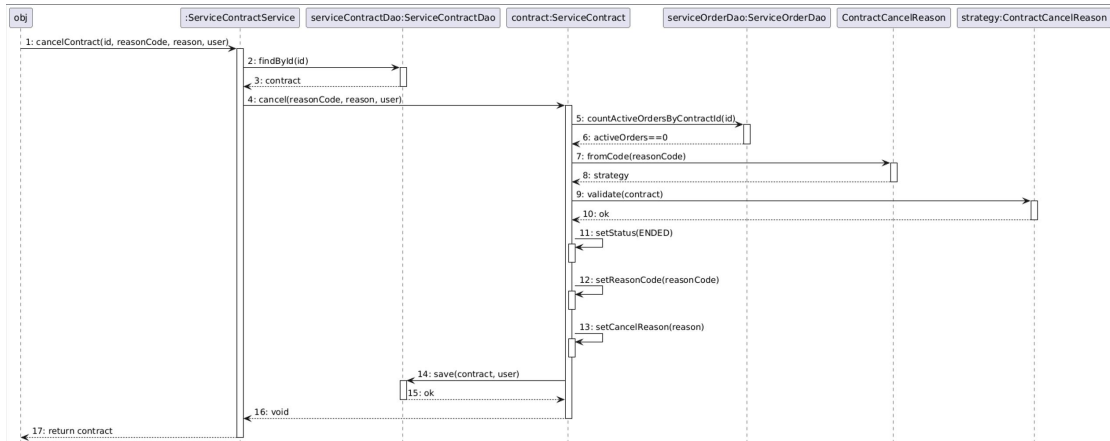 obj
:ServiceContractService
serviceContractDao:ServiceContractDao
contract:ServiceContract
serviceOrderDao:ServiceOrderDao
ContractCancelReason
strategy:ContractCancelReason
1: cancelContract(id, reasonCode, reason, user)
2: findById(id)
3: contract
4: cancel(reasonCode, reason, user)
5: countActiveOrdersByContractId(id)
6: activeOrders==0
7: fromCode(reasonCode)
8: strategy
9: validate(contract)
10: ok
11: setStatus(ENDED)
12: setReasonCode(reasonCode)
13: setCancelReason(reason)
14: save(contract, user)
15: ok
16: void
17: return contract